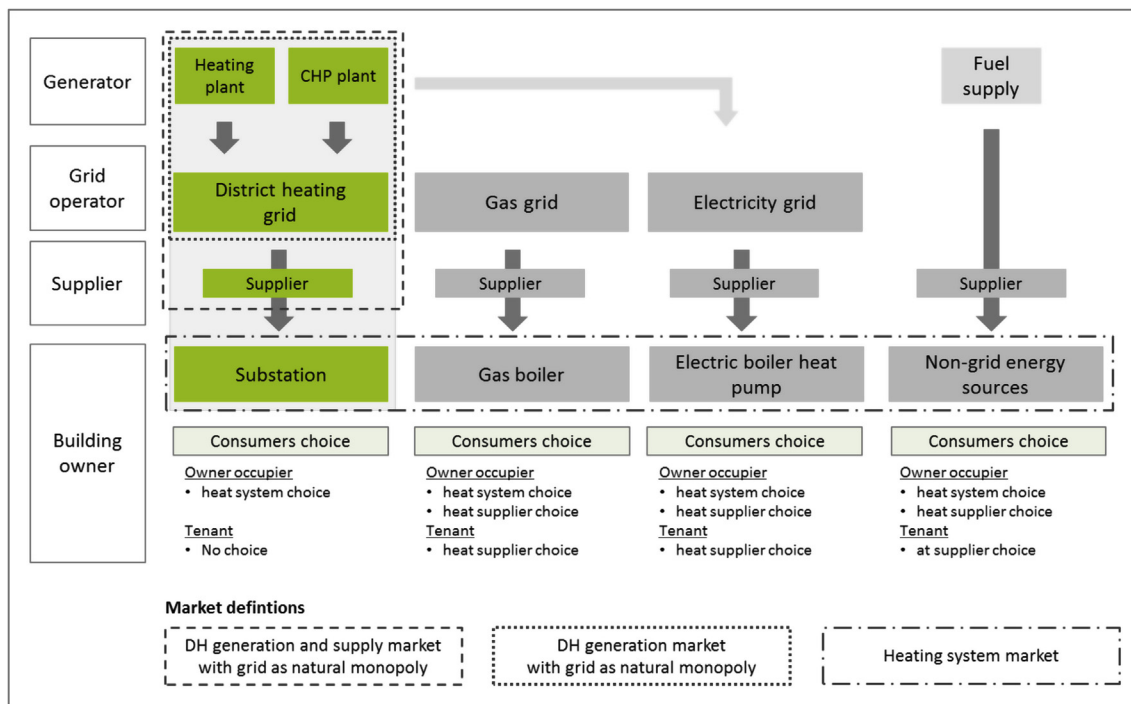 Generator
Heating
plant
CHP plant
Fuel
supply
Grid
operator
District heating
grid
Gas grid
Electricity grid
Supplier
Supplier
Supplier
Supplier
Supplier
Building
owner
Substation
Gas boiler
Electric boiler heat
pump
Non-grid energy
sources
Consumers choice
Owner occupier
• heat system choice
Tenant
• No choice
Consumers choice
Owner occupier
• heat system choice
• heat supplier choice
Tenant
• heat supplier choice
Consumers choice
Owner occupier
• heat system choice
• heat supplier choice
Tenant
• heat supplier choice
Consumers choice
Owner occupier
• heat system choice
• heat supplier choice
Tenant
• at supplier choice
Market defintions
DH generation and supply market
with grid as natural monopoly
DH generation market
with grid as natural monopoly
Heating system market